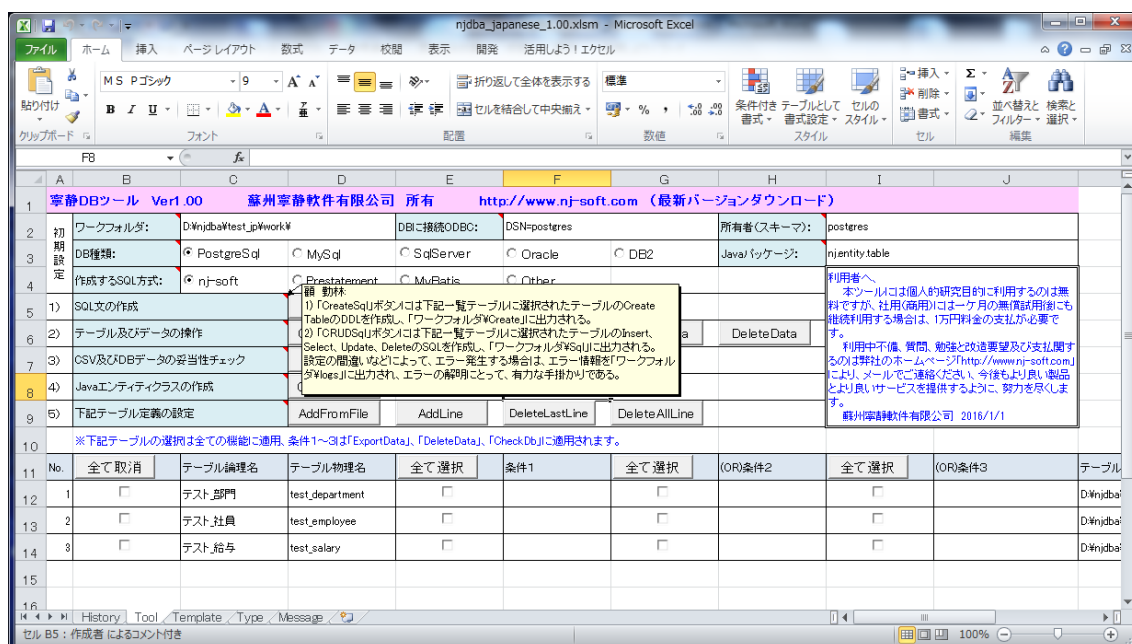 njdba_japanese_1.00.xlsm - Microsoft Excel
ファイル ホーム 挿入 ページ レイアウト 数式 データ 校閲 表示 開発 活用しよう！エクセル
貼り付け
クリップボード
MS Pゴシック 9
B I U
フォント
折り返して全体を表示する
セルを結合して中央揃え
配置
標準
数値
条件付き書式
テーブルとして書式設定
セルのスタイル
スタイル
挿入
削除
書式
セル
並べ替えとフィルター
検索と選択
編集
F8 fx
A B C D E F G H I J
1 寧静DBツール Ver1.00 蘇州寧静軟件有限公司 所有 http://www.nj-soft.com （最新バージョンダウンロード）
初期設定
2 ワークフォルダ: D:¥njdba¥test_jp¥work¥ DBに接続ODBC: DSN=postgres 所有者(スキーマ): postgres
3 DB種類: PostgreSql MySql SqlServer Oracle DB2 Javaパッケージ: nj.entity.table
4 作成するSQL方式: nj-soft Prestatement MyBatis Other
5 1) SQL文の作成
6 2) テーブル及びデータの操作 DeleteData
7 3) CSV及びDBデータの妥当性チェック
8 4) Javaエンティティクラスの作成
9 5) 下記テーブル定義の設定 AddFromFile AddLine DeleteLastLine DeleteAllLine
顧 勤林:
1)「CreateSql」ボタンには下記一覧テーブルに選択されたテーブルのCreate
TableのDDLを作成し、「ワークフォルダ¥Create」に出力される。
2)「CRUDSql」ボタンには下記一覧テーブルに選択されたテーブルのInsert、
Select、Update、DeleteのSQLを作成し、「ワークフォルダ¥Sql」に出力される。
設定の間違いなどによって、エラー発生する場合は、エラー情報を「ワークフォル
ダ¥logs」に出力され、エラーの解明にとって、有力な手掛かりである。
利用者へ、
本ツールには個人的研究目的に利用するのは無
料ですが、社用(商用)には一ケ月の無償試用後にも
継続利用する場合は、1万円料金の支払が必要で
す。
利用中不備、質問、勉強と改造要望及び支払関す
るのは弊社のホームページ「http://www.nj-soft.com」
により、メールでご連絡ください、今後もより良い製品
とより良いサービスを提供するように、努力を尽くしま
す。
蘇州寧静軟件有限公司 2016/1/1
10 ※下記テーブルの選択は全ての機能に適用、条件1～3は「ExportData」、「DeleteData」、「CheckDb」に適用されます。
11 No. 全て取消 テーブル論理名 テーブル物理名 全て選択 条件1 全て選択 (OR)条件2 全て選択 (OR)条件3 テーブル
12 1 テスト_部門 test_department D:¥njdba¥
13 2 テスト_社員 test_employee D:¥njdba¥
14 3 テスト_給与 test_salary D:¥njdba¥
15
16
History Tool Template Type Message
セル B5 : 作成者 によるコメント付き 100%